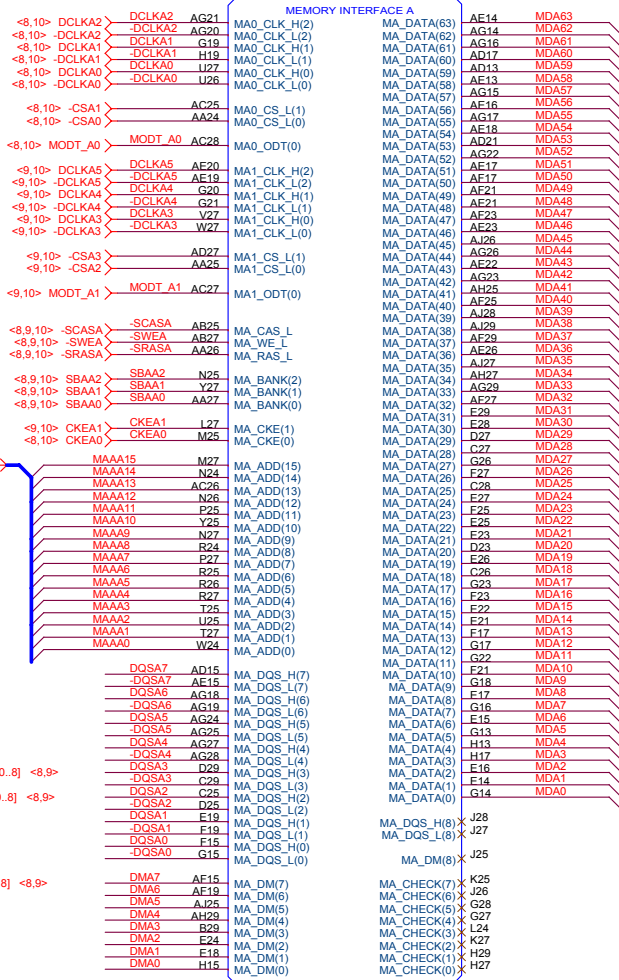 MEMORY INTERFACE A
<8,10> DCLKA2 DCLKA2 AG21 MA0_CLK_H(2)
<8,10> -DCLKA2 -DCLKA2 AG20 MA0_CLK_L(2)
<8,10> DCLKA1 DCLKA1 G19 MA0_CLK_H(1)
<8,10> -DCLKA1 -DCLKA1 H19 MA0_CLK_L(1)
<8,10> DCLKA0 DCLKA0 U27 MA0_CLK_H(0)
<8,10> -DCLKA0 -DCLKA0 U26 MA0_CLK_L(0)
<8,10> -CSA1 AC25 MA0_CS_L(1)
<8,10> -CSA0 AA24 MA0_CS_L(0)
<8,10> MODT_A0 MODT_A0 AC28 MA0_ODT(0)
<9,10> DCLKA5 DCLKA5 AE20 MA1_CLK_H(2)
<9,10> -DCLKA5 -DCLKA5 AE19 MA1_CLK_L(2)
<9,10> DCLKA4 DCLKA4 G20 MA1_CLK_H(1)
<9,10> -DCLKA4 -DCLKA4 G21 MA1_CLK_L(1)
<9,10> DCLKA3 DCLKA3 V27 MA1_CLK_H(0)
<9,10> -DCLKA3 -DCLKA3 W27 MA1_CLK_L(0)
<9,10> -CSA3 AD27 MA1_CS_L(1)
<9,10> -CSA2 AA25 MA1_CS_L(0)
<9,10> MODT_A1 MODT_A1 AC27 MA1_ODT(0)
<8,9,10> -SCASA -SCASA AB25 MA_CAS_L
<8,9,10> -SWEA -SWEA AB27 MA_WE_L
<8,9,10> -SRASA -SRASA AA26 MA_RAS_L
<8,9,10> SBAA2 SBAA2 N25 MA_BANK(2)
<8,9,10> SBAA1 SBAA1 Y27 MA_BANK(1)
<8,9,10> SBAA0 SBAA0 AA27 MA_BANK(0)
<9,10> CKEA1 CKEA1 L27 MA_CKE(1)
<8,10> CKEA0 CKEA0 M25 MA_CKE(0)
MAAA15 M27 MA_ADD(15)
MAAA14 N24 MA_ADD(14)
MAAA13 AC26 MA_ADD(13)
MAAA12 N26 MA_ADD(12)
MAAA11 P25 MA_ADD(11)
MAAA10 Y25 MA_ADD(10)
MAAA9 N27 MA_ADD(9)
MAAA8 R24 MA_ADD(8)
MAAA7 P27 MA_ADD(7)
MAAA6 R25 MA_ADD(6)
MAAA5 R26 MA_ADD(5)
MAAA4 R27 MA_ADD(4)
MAAA3 T25 MA_ADD(3)
MAAA2 U25 MA_ADD(2)
MAAA1 T27 MA_ADD(1)
MAAA0 W24 MA_ADD(0)
DQSA7 AD15 MA_DQS_H(7)
-DQSA7 AE15 MA_DQS_L(7)
DQSA6 AG18 MA_DQS_H(6)
-DQSA6 AG19 MA_DQS_L(6)
DQSA5 AG24 MA_DQS_H(5)
-DQSA5 AG25 MA_DQS_L(5)
DQSA4 AG27 MA_DQS_H(4)
-DQSA4 AG28 MA_DQS_L(4)
0..8] <8,9> DQSA3 D29 MA_DQS_H(3)
-DQSA3 C29 MA_DQS_L(3)
0..8] <8,9> DQSA2 C25 MA_DQS_H(2)
-DQSA2 D25 MA_DQS_L(2)
DQSA1 E19 MA_DQS_H(1)
-DQSA1 F19 MA_DQS_L(1)
DQSA0 F15 MA_DQS_H(0)
-DQSA0 G15 MA_DQS_L(0)
8] <8,9> DMA7 AF15 MA_DM(7)
DMA6 AF19 MA_DM(6)
DMA5 AJ25 MA_DM(5)
DMA4 AH29 MA_DM(4)
DMA3 B29 MA_DM(3)
DMA2 E24 MA_DM(2)
DMA1 E18 MA_DM(1)
DMA0 H15 MA_DM(0)
MA_DATA(63) AE14 MDA63
MA_DATA(62) AG14 MDA62
MA_DATA(61) AG16 MDA61
MA_DATA(60) AD17 MDA60
MA_DATA(59) AD13 MDA59
MA_DATA(58) AE13 MDA58
MA_DATA(57) AG15 MDA57
MA_DATA(56) AE16 MDA56
MA_DATA(55) AG17 MDA55
MA_DATA(54) AE18 MDA54
MA_DATA(53) AD21 MDA53
MA_DATA(52) AG22 MDA52
MA_DATA(51) AE17 MDA51
MA_DATA(50) AF17 MDA50
MA_DATA(49) AF21 MDA49
MA_DATA(48) AE21 MDA48
MA_DATA(47) AF23 MDA47
MA_DATA(46) AE23 MDA46
MA_DATA(45) AJ26 MDA45
MA_DATA(44) AG26 MDA44
MA_DATA(43) AE22 MDA43
MA_DATA(42) AG23 MDA42
MA_DATA(41) AH25 MDA41
MA_DATA(40) AF25 MDA40
MA_DATA(39) AJ28 MDA39
MA_DATA(38) AJ29 MDA38
MA_DATA(37) AF29 MDA37
MA_DATA(36) AE26 MDA36
MA_DATA(35) AJ27 MDA35
MA_DATA(34) AH27 MDA34
MA_DATA(33) AG29 MDA33
MA_DATA(32) AF27 MDA32
MA_DATA(31) E29 MDA31
MA_DATA(30) E28 MDA30
MA_DATA(29) D27 MDA29
MA_DATA(28) C27 MDA28
MA_DATA(27) G26 MDA27
MA_DATA(26) F27 MDA26
MA_DATA(25) C28 MDA25
MA_DATA(24) E27 MDA24
MA_DATA(23) F25 MDA23
MA_DATA(22) E25 MDA22
MA_DATA(21) E23 MDA21
MA_DATA(20) D23 MDA20
MA_DATA(19) E26 MDA19
MA_DATA(18) C26 MDA18
MA_DATA(17) G23 MDA17
MA_DATA(16) F23 MDA16
MA_DATA(15) E22 MDA15
MA_DATA(14) E21 MDA14
MA_DATA(13) F17 MDA13
MA_DATA(12) G17 MDA12
MA_DATA(11) G22 MDA11
MA_DATA(10) F21 MDA10
MA_DATA(9) G18 MDA9
MA_DATA(8) E17 MDA8
MA_DATA(7) G16 MDA7
MA_DATA(6) E15 MDA6
MA_DATA(5) G13 MDA5
MA_DATA(4) H13 MDA4
MA_DATA(3) H17 MDA3
MA_DATA(2) E16 MDA2
MA_DATA(1) E14 MDA1
MA_DATA(0) G14 MDA0
MA_DQS_H(8) J28
MA_DQS_L(8) J27
MA_DM(8) J25
MA_CHECK(7) K25
MA_CHECK(6) J26
MA_CHECK(5) G28
MA_CHECK(4) G27
MA_CHECK(3) L24
MA_CHECK(2) K27
MA_CHECK(1) H29
MA_CHECK(0) H27